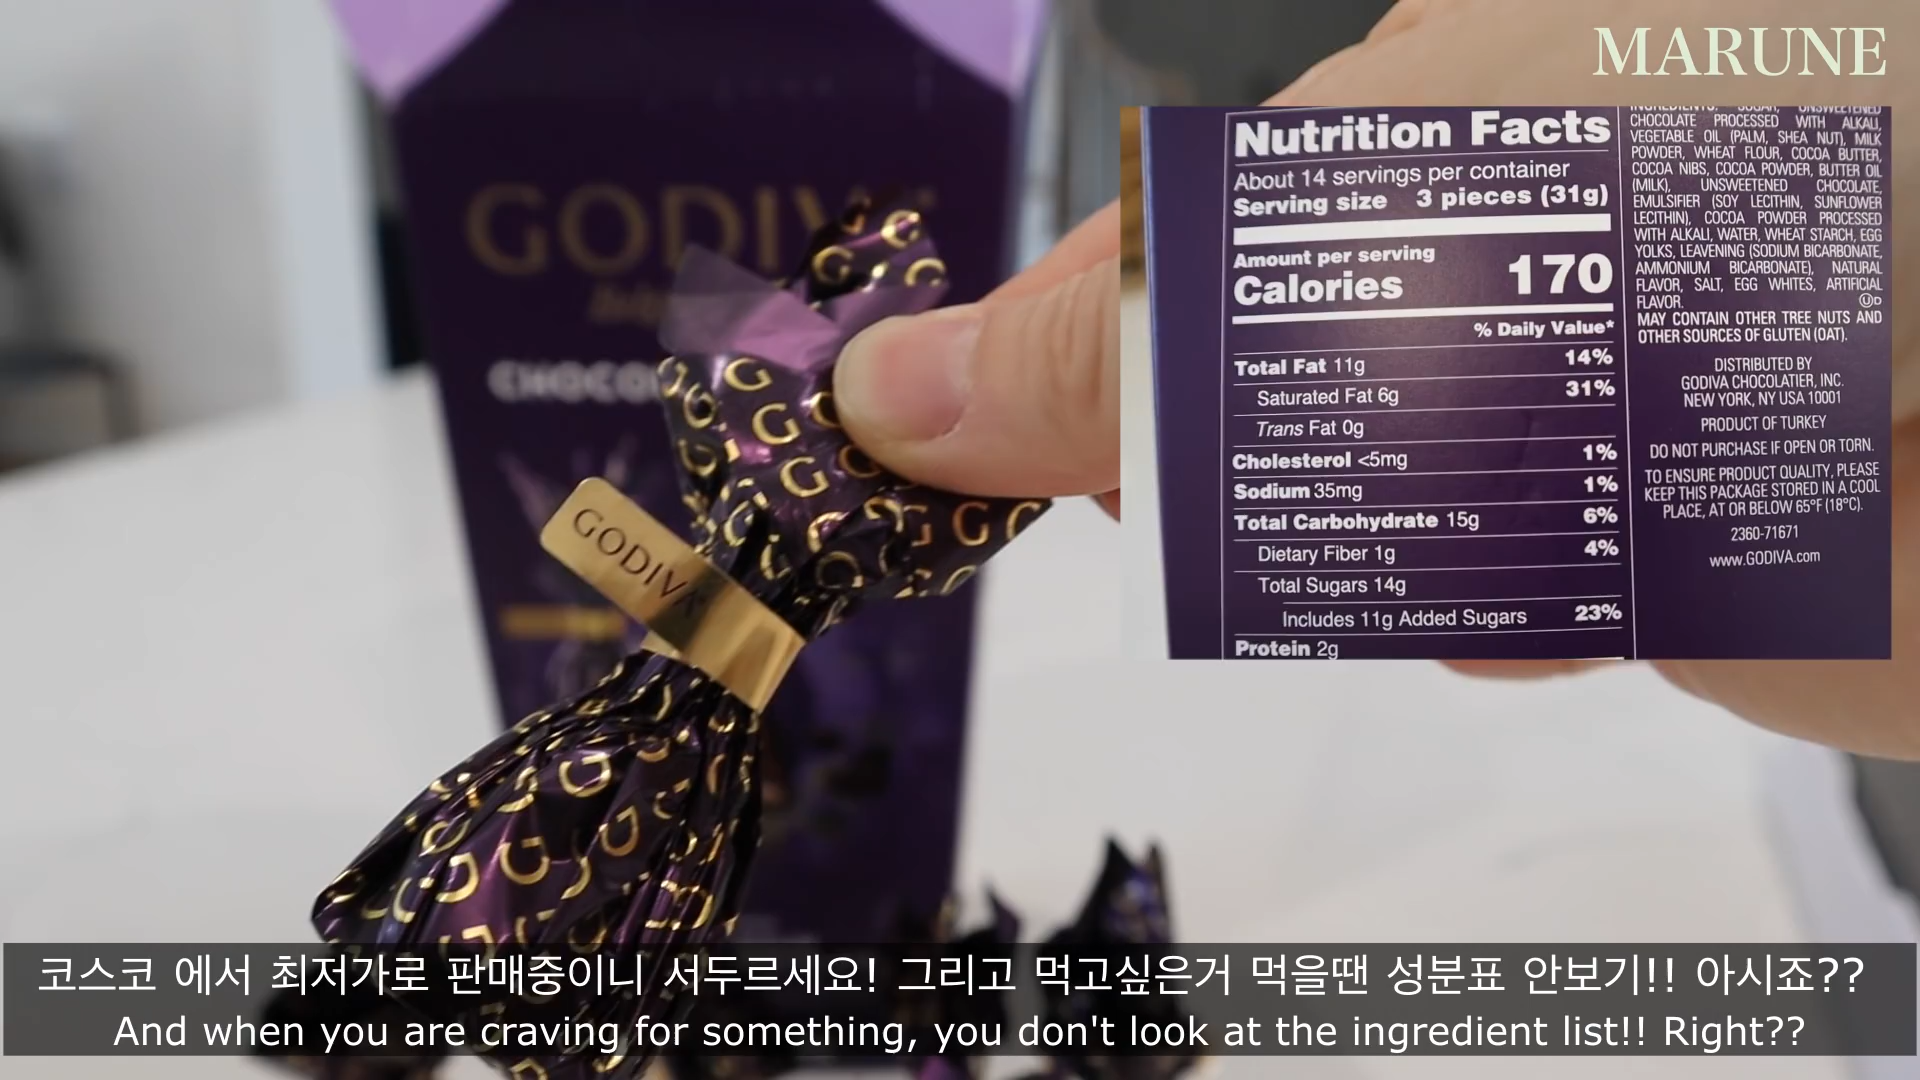 MARUNE
GODIV
CHOCO
GODIVA
Nutrition Facts
About 14 servings per container
Serving size 3 pieces (31g)
Amount per serving
Calories 170
% Daily Value*
Total Fat 11g 14%
Saturated Fat 6g 31%
Trans Fat 0g
Cholesterol <5mg 1%
Sodium 35mg 1%
Total Carbohydrate 15g 6%
Dietary Fiber 1g 4%
Total Sugars 14g
Includes 11g Added Sugars 23%
Protein 2g
INGREDIENTS: SUGAR, UNSWEETENED
CHOCOLATE PROCESSED WITH ALKALI,
VEGETABLE OIL (PALM, SHEA NUT), MILK
POWDER, WHEAT FLOUR, COCOA BUTTER,
COCOA NIBS, COCOA POWDER, BUTTER OIL
(MILK), UNSWEETENED CHOCOLATE,
EMULSIFIER (SOY LECITHIN, SUNFLOWER
LECITHIN), COCOA POWDER PROCESSED
WITH ALKALI, WATER, WHEAT STARCH, EGG
YOLKS, LEAVENING (SODIUM BICARBONATE,
AMMONIUM BICARBONATE), NATURAL
FLAVOR, SALT, EGG WHITES, ARTIFICIAL
FLAVOR.
MAY CONTAIN OTHER TREE NUTS AND
OTHER SOURCES OF GLUTEN (OAT).
DISTRIBUTED BY
GODIVA CHOCOLATIER, INC.
NEW YORK, NY USA 10001
PRODUCT OF TURKEY
DO NOT PURCHASE IF OPEN OR TORN.
TO ENSURE PRODUCT QUALITY, PLEASE
KEEP THIS PACKAGE STORED IN A COOL
PLACE, AT OR BELOW 65°F (18°C).
2360-71671
www.GODIVA.com
코스코 에서 최저가로 판매중이니 서두르세요! 그리고 먹고싶은거 먹을땐 성분표 안보기!! 아시죠??
And when you are craving for something, you don't look at the ingredient list!! Right??